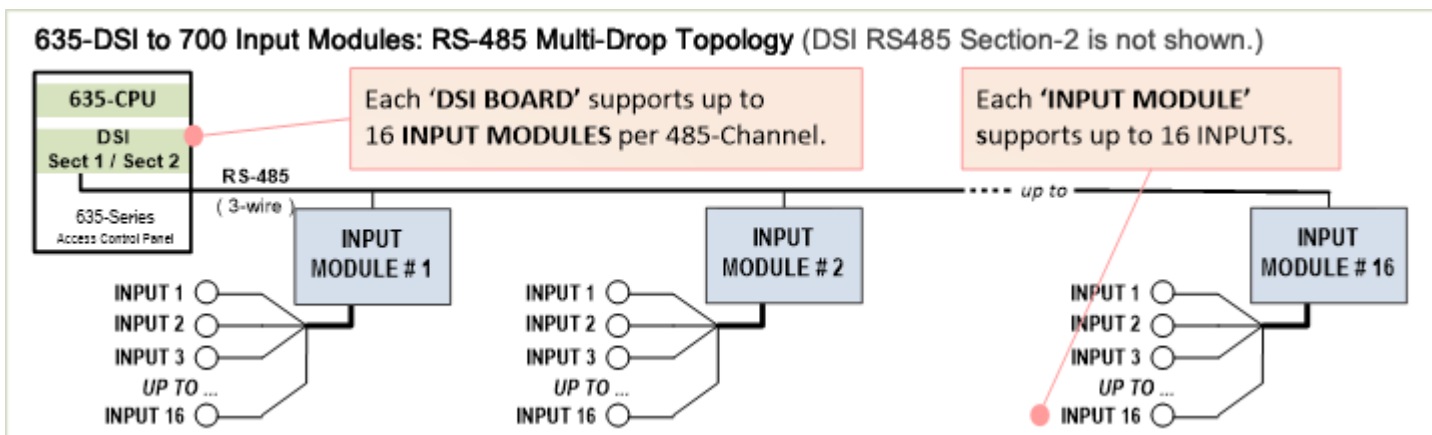 635-DSI to 700 Input Modules: RS-485 Multi-Drop Topology (DSI RS485 Section-2 is not shown.)
635-CPU
DSI
Sect 1 / Sect 2
635-Series
Access Control Panel
Each ‘DSI BOARD’ supports up to
16 INPUT MODULES per 485-Channel.
Each ‘INPUT MODULE’
supports up to 16 INPUTS.
RS-485
( 3-wire )
up to
INPUT
MODULE # 1
INPUT 1
INPUT 2
INPUT 3
UP TO ...
INPUT 16
INPUT
MODULE # 2
INPUT 1
INPUT 2
INPUT 3
UP TO ...
INPUT 16
INPUT
MODULE # 16
INPUT 1
INPUT 2
INPUT 3
UP TO ...
INPUT 16